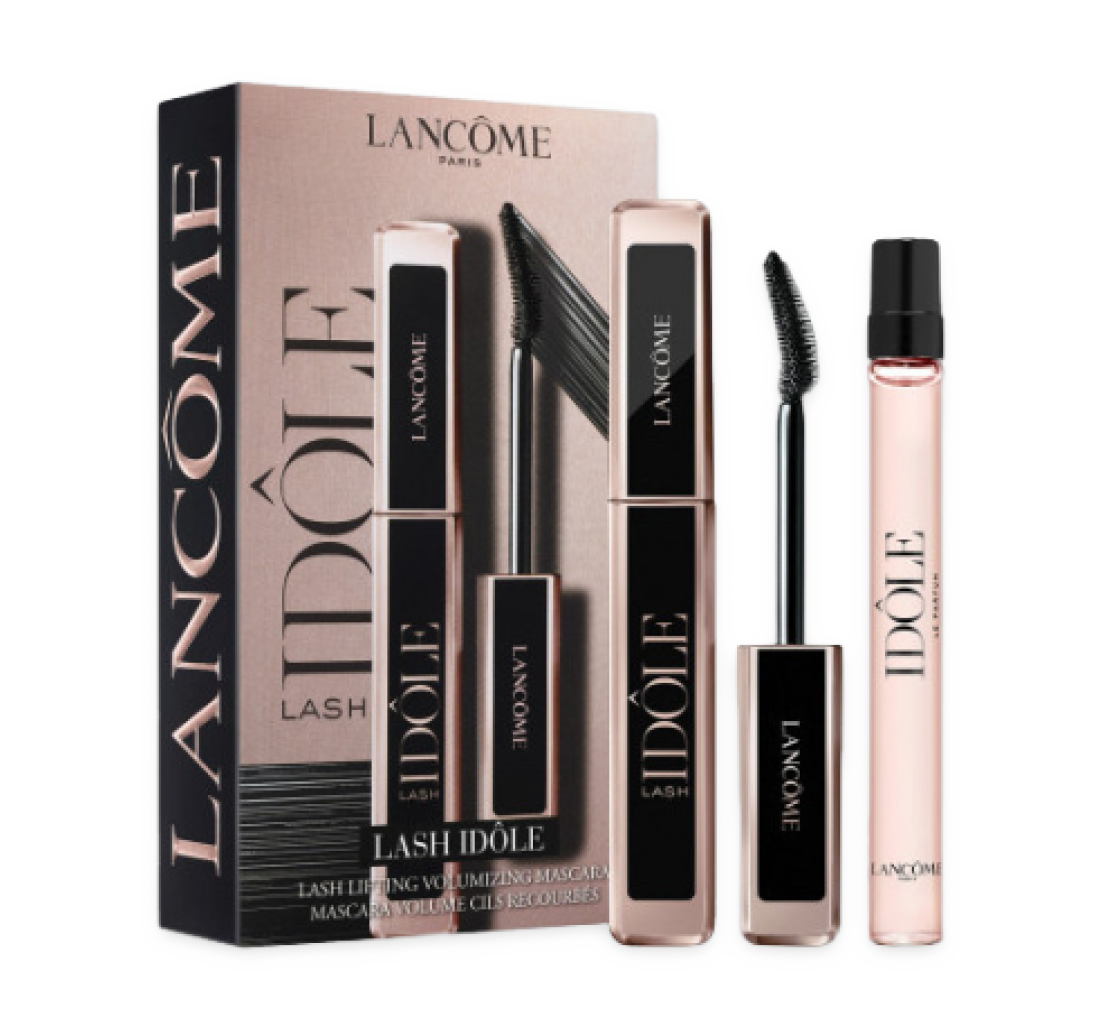 LANCÔME
LANCÔME
PARIS
IDÔLE
LASH
LANCÔME
IDÔLE
LASH
LANCÔME
LASH IDÔLE
LASH LIFTING VOLUMIZING MASCARA
MASCARA VOLUME CILS RECOURBÉS
LANCÔME
IDÔLE
LASH
LANCÔME
IDÔLE
LE PARFUM
LANCÔME
PARIS